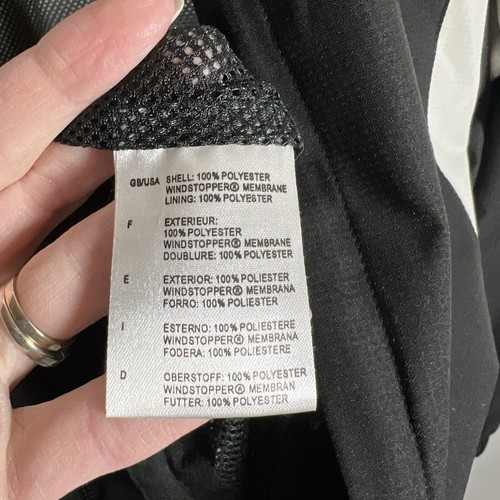 GB/USA SHELL: 100% POLYESTER
WINDSTOPPER® MEMBRANE
LINING: 100% POLYESTER
F EXTERIEUR:
100% POLYESTER
WINDSTOPPER® MEMBRANE
DOUBLURE: 100% POLYESTER
E EXTERIOR: 100% POLIESTER
WINDSTOPPER® MEMBRANA
FORRO: 100% POLYESTER
I ESTERNO: 100% POLIESTERE
WINDSTOPPER® MEMBRANA
FODERA: 100% POLIESTERE
D OBERSTOFF: 100% POLYESTER
WINDSTOPPER® MEMBRAN
FUTTER: 100% POLYESTER